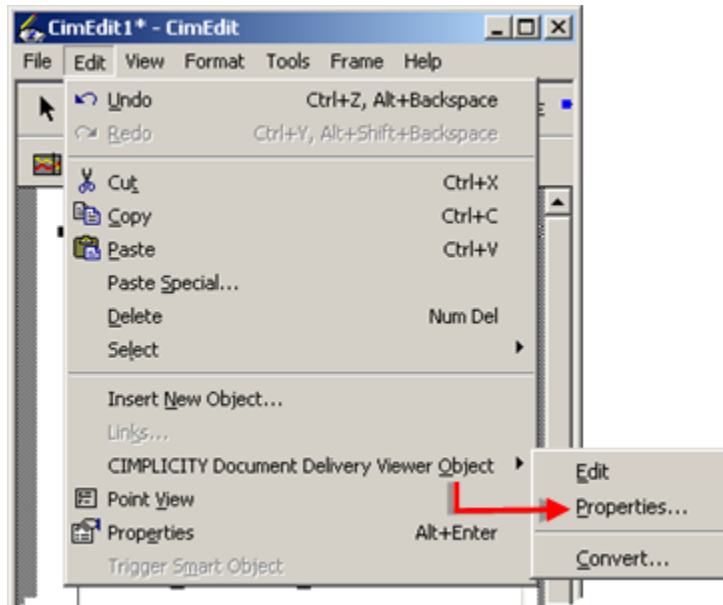 CimEdit1* - CimEdit
File Edit View Format Tools Frame Help
Undo Ctrl+Z, Alt+Backspace
Redo Ctrl+Y, Alt+Shift+Backspace
Cut Ctrl+X
Copy Ctrl+C
Paste Ctrl+V
Paste Special...
Delete Num Del
Select
Insert New Object...
Links...
CIMPLICITY Document Delivery Viewer Object
Edit
Point View
Properties...
Properties Alt+Enter
Convert...
Trigger Smart Object